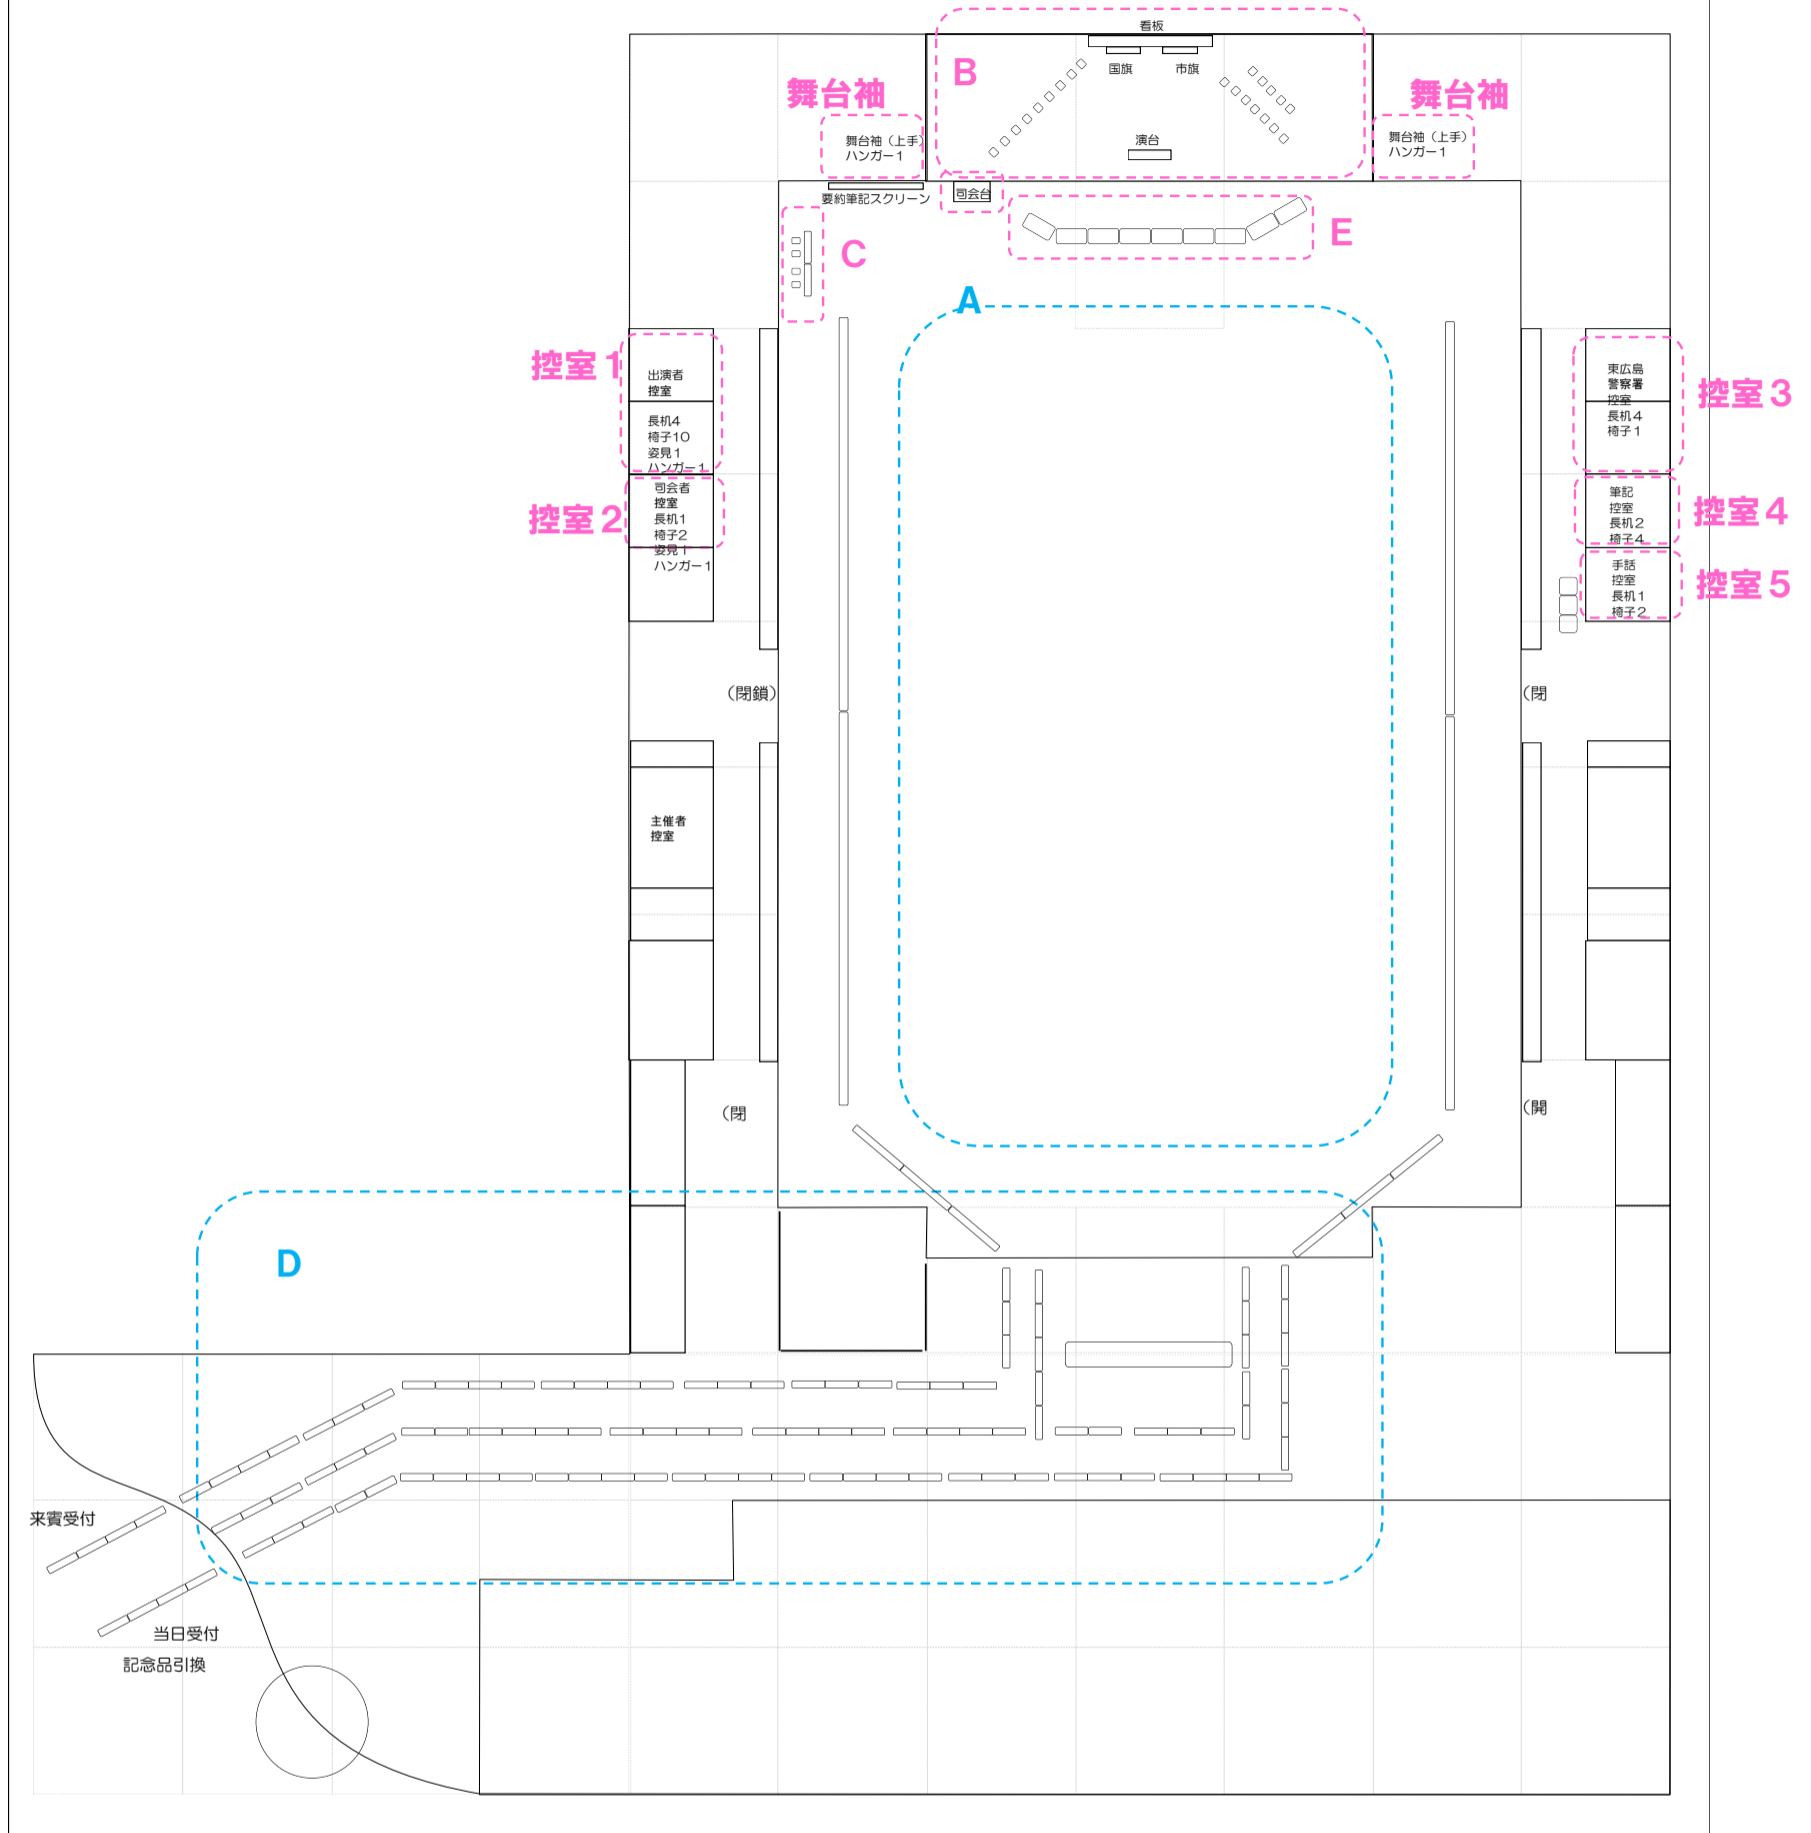 看板
B
国旗
市旗
舞台袖
舞台袖
舞台袖（上手）
ハンガー1
演台
舞台袖（上手）
ハンガー1
要約筆記スクリーン
司会台
E
C
A
控室1
出演者
控室
長机4
椅子10
姿見1
ハンガー1
控室2
司会者
控室
長机1
椅子2
姿見1
ハンガー1
東広島
警察署
控室
長机4
椅子1
控室3
筆記
控室
長机2
椅子4
控室4
手話
控室
長机1
椅子2
控室5
（閉鎖）
（閉
主催者
控室
（閉
（開
D
来賓受付
当日受付
記念品引換